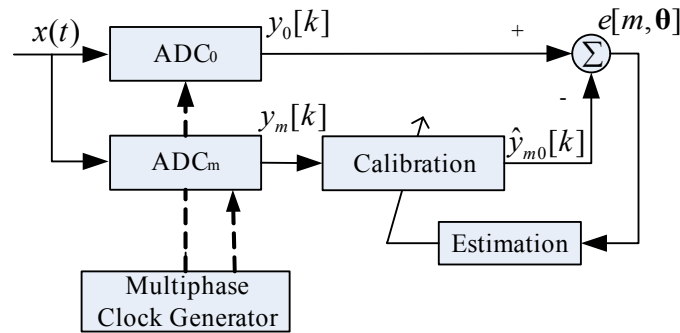 x(t)
ADC₀
y₀[k]
+
Σ
e[m, θ]
ADCₘ
yₘ[k]
Calibration
-
ŷₘ₀[k]
Estimation
Multiphase
Clock Generator